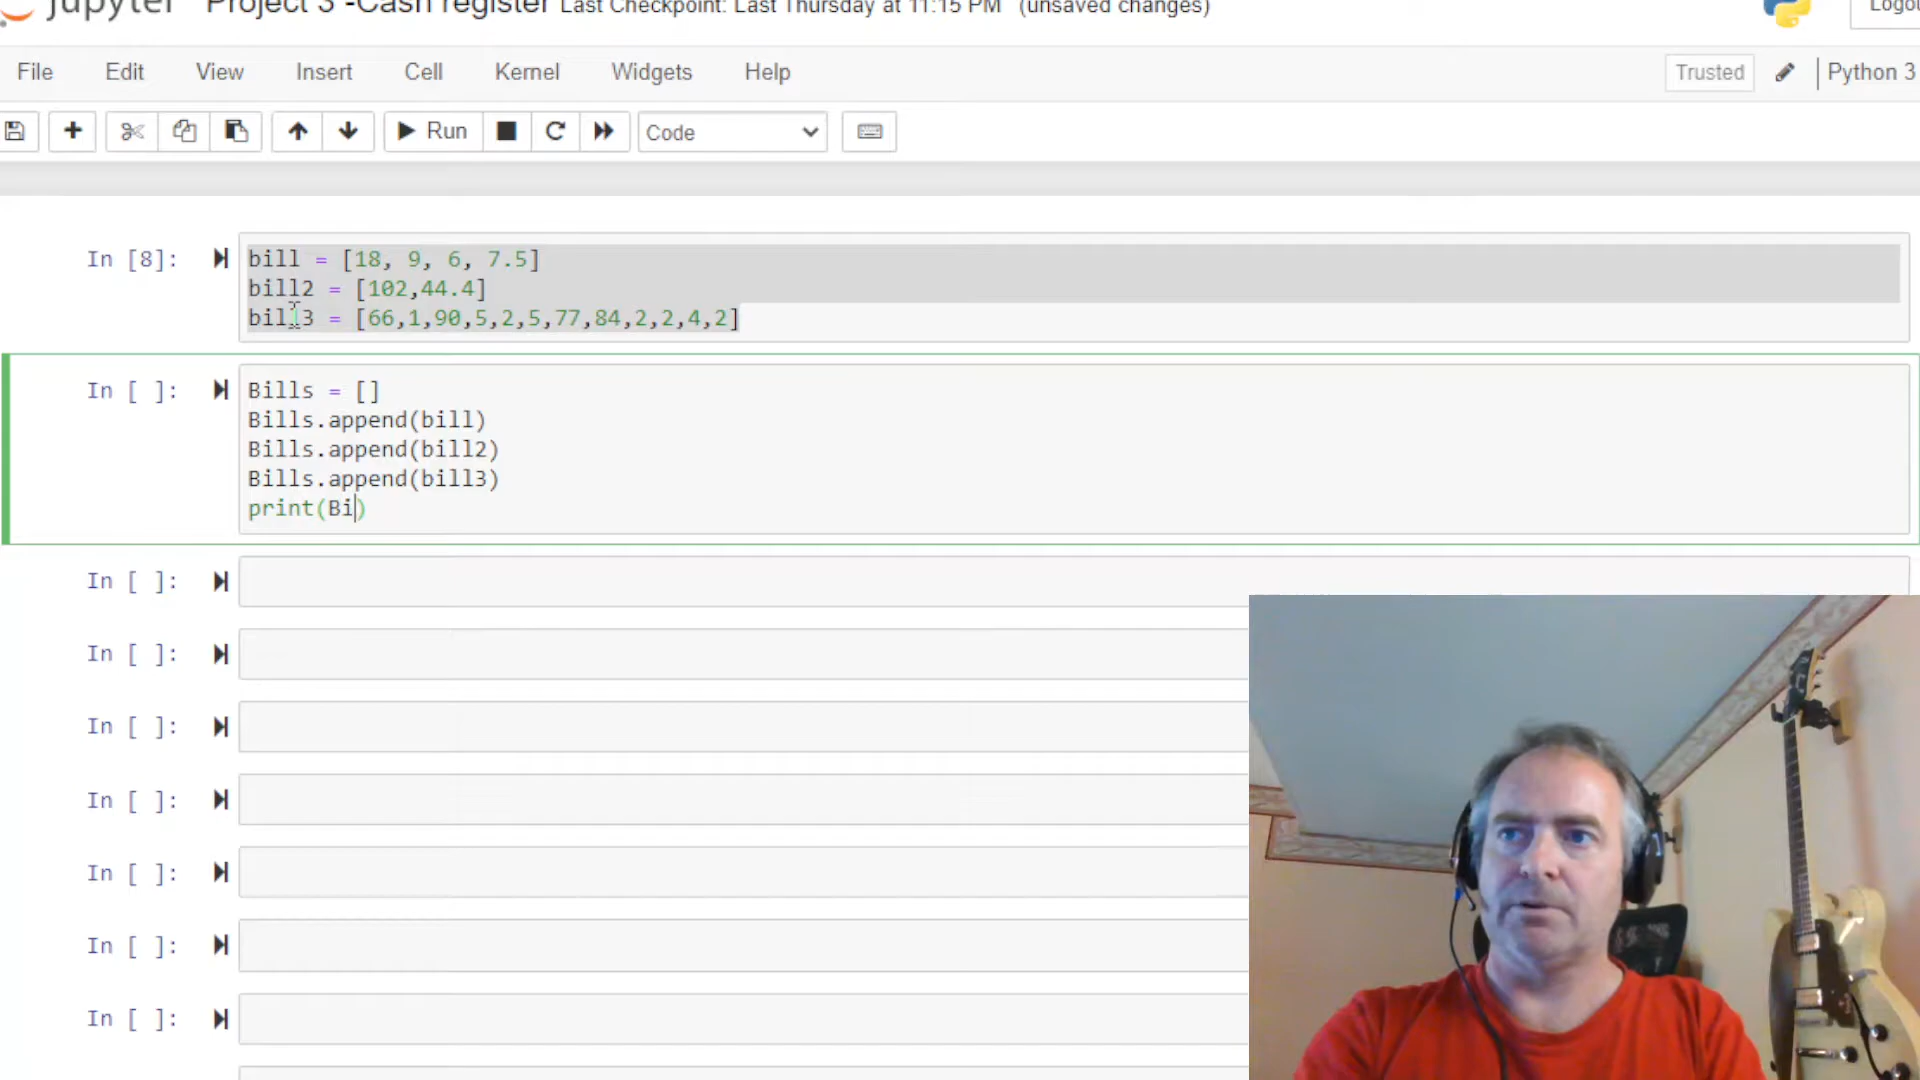 jupyter Project 3 -Cash register Last Checkpoint: Last Thursday at 11:15 PM (unsaved changes)
File Edit View Insert Cell Kernel Widgets Help Trusted Python 3
Run Code
In [8]: bill = [18, 9, 6, 7.5]
bill2 = [102,44.4]
bill3 = [66,1,90,5,2,5,77,84,2,2,4,2]
In [ ]: Bills = []
Bills.append(bill)
Bills.append(bill2)
Bills.append(bill3)
print(Bi)
In [ ]:
In [ ]:
In [ ]:
In [ ]:
In [ ]:
In [ ]:
In [ ]: